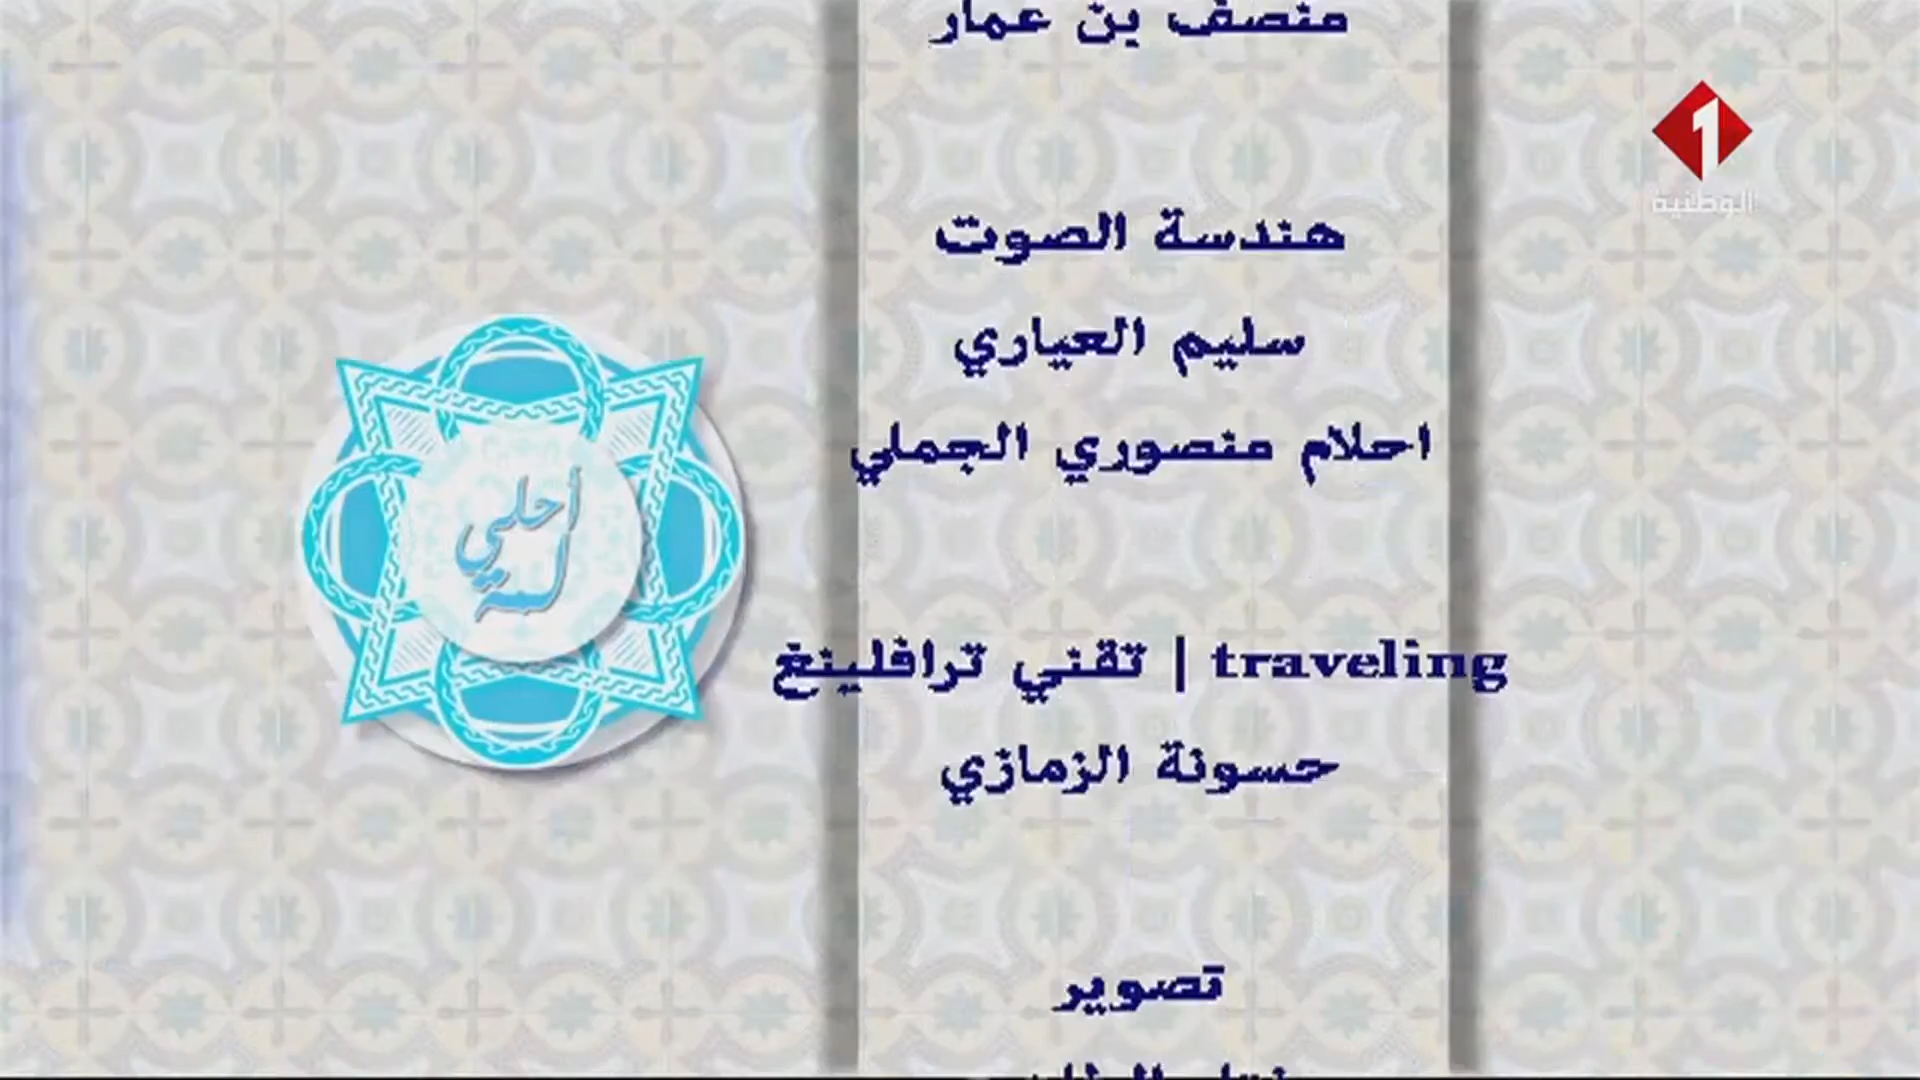 منصف بن عمار
الوطنية
هندسة الصوت
سليم العياري
احلام منصوري الجملي
أحلى
لمة
traveling | تقني ترافلينغ
حسونة الزمازي
تصوير